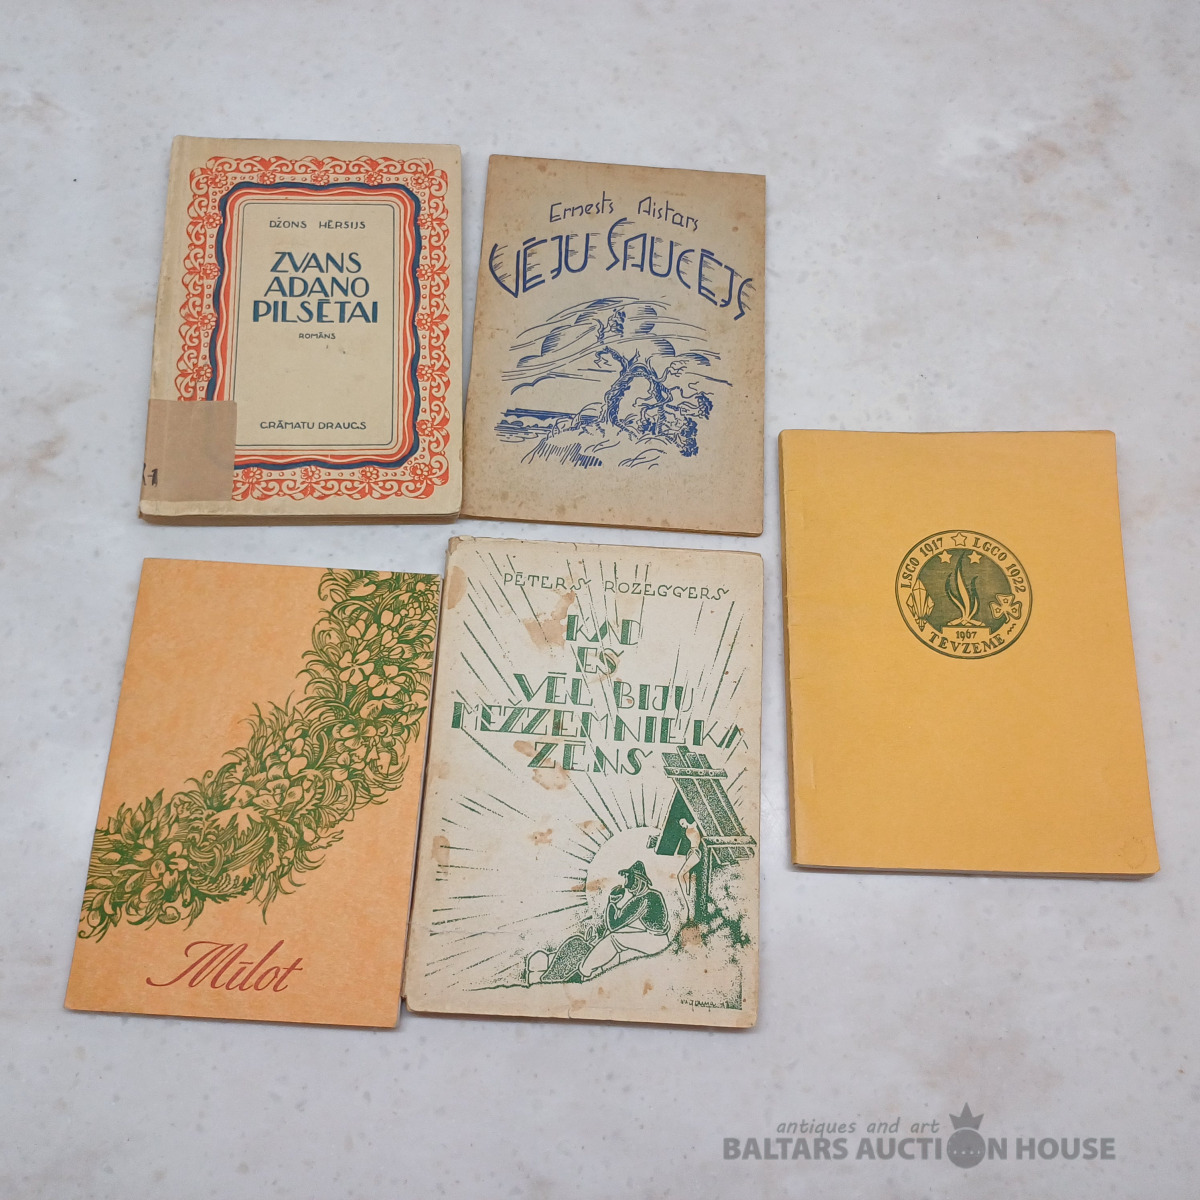 DŽONS HĒRSIJS
ZVANS
ADANO
PILSĒTAI
ROMĀNS
GRĀMATU DRAUGS
Ernests Aistars
VĒJU SAUCĒJS
LSCO 1917 LGCO 1922
1967
TĒVZEME
Mīlot
PĒTERS ROZEGGERS
KAD
ES
VĒL BIJU
MEŽZEMNIEKA
ZĒNS
antiques and art
BALTARS AUCTION HOUSE